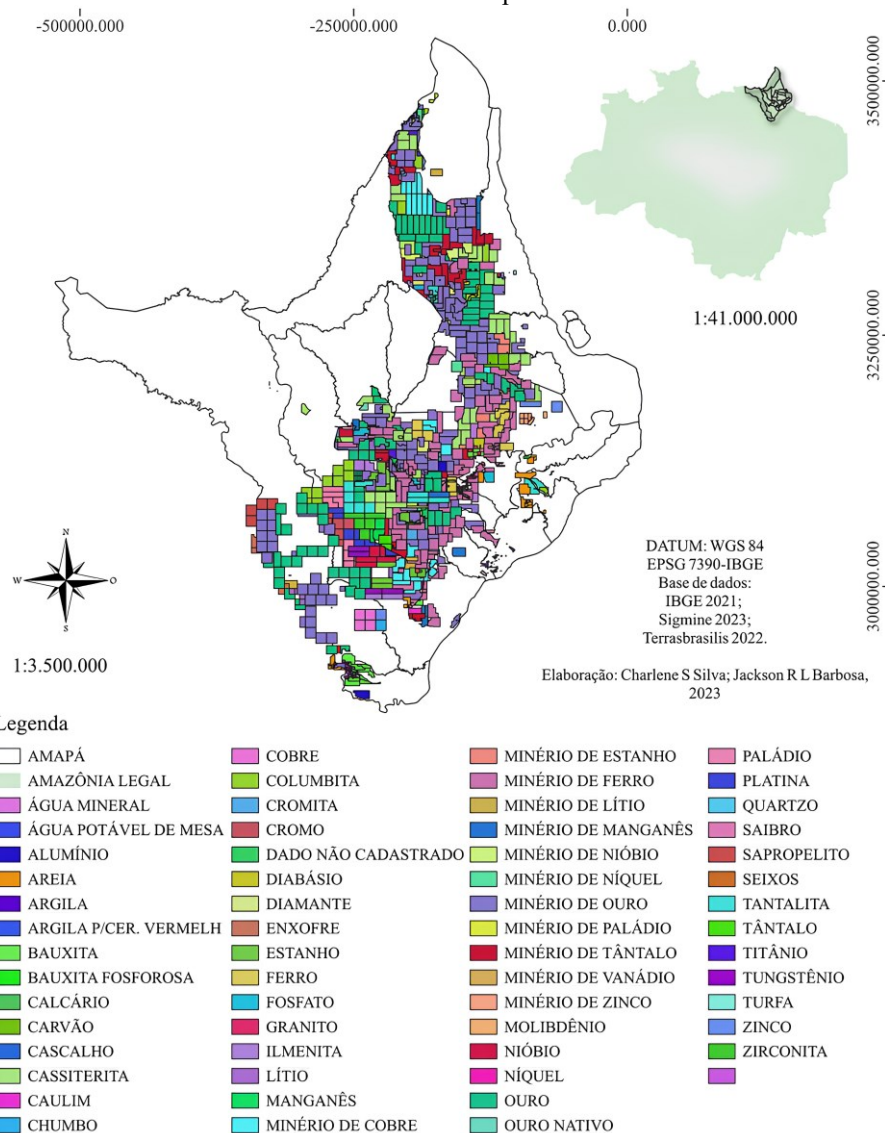 -500000.000 -250000.000 0.000
3500000.000
3250000.000
3000000.000
1:41.000.000
N
W O
S
1:3.500.000
DATUM: WGS 84
EPSG 7390-IBGE
Base de dados:
IBGE 2021;
Sigmine 2023;
Terrasbrasilis 2022.
Elaboração: Charlene S Silva; Jackson R L Barbosa,
2023
Legenda
AMAPÁ
AMAZÔNIA LEGAL
ÁGUA MINERAL
ÁGUA POTÁVEL DE MESA
ALUMÍNIO
AREIA
ARGILA
ARGILA P/CER. VERMELH
BAUXITA
BAUXITA FOSFOROSA
CALCÁRIO
CARVÃO
CASCALHO
CASSITERITA
CAULIM
CHUMBO
COBRE
COLUMBITA
CROMITA
CROMO
DADO NÃO CADASTRADO
DIABÁSIO
DIAMANTE
ENXOFRE
ESTANHO
FERRO
FOSFATO
GRANITO
ILMENITA
LÍTIO
MANGANÊS
MINÉRIO DE COBRE
MINÉRIO DE ESTANHO
MINÉRIO DE FERRO
MINÉRIO DE LÍTIO
MINÉRIO DE MANGANÊS
MINÉRIO DE NIÓBIO
MINÉRIO DE NÍQUEL
MINÉRIO DE OURO
MINÉRIO DE PALÁDIO
MINÉRIO DE TÂNTALO
MINÉRIO DE VANÁDIO
MINÉRIO DE ZINCO
MOLIBDÊNIO
NIÓBIO
NÍQUEL
OURO
OURO NATIVO
PALÁDIO
PLATINA
QUARTZO
SAIBRO
SAPROPELITO
SEIXOS
TANTALITA
TÂNTALO
TITÂNIO
TUNGSTÊNIO
TURFA
ZINCO
ZIRCONITA